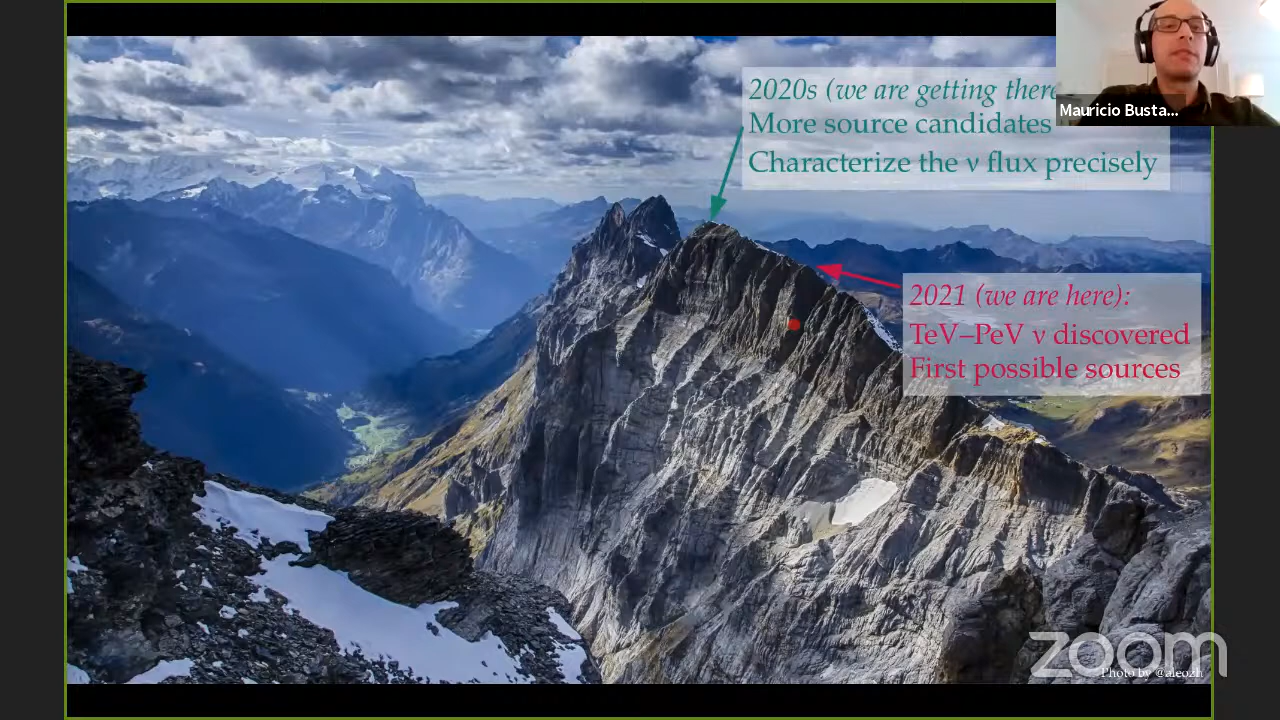 2020s (we are getting there
More source candidates
Characterize the ν flux precisely
Mauricio Busta...
2021 (we are here):
TeV–PeV ν discovered
First possible sources
zoom
Photo by @aleozh